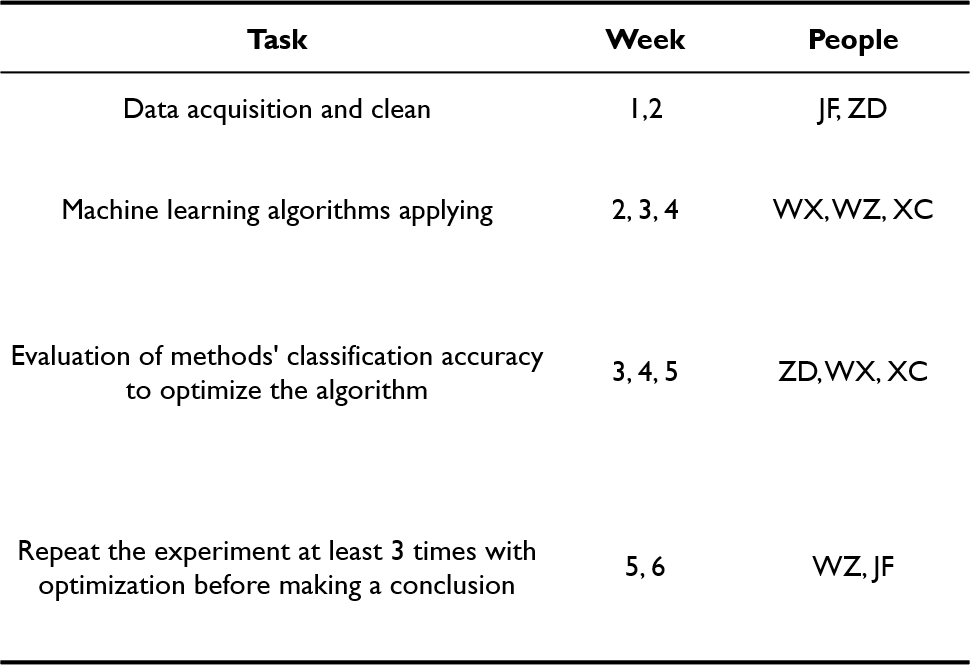 Task Week People
Data acquisition and clean 1,2 JF, ZD
Machine learning algorithms applying 2, 3, 4 WX, WZ, XC
Evaluation of methods' classification accuracy
to optimize the algorithm 3, 4, 5 ZD, WX, XC
Repeat the experiment at least 3 times with
optimization before making a conclusion 5, 6 WZ, JF